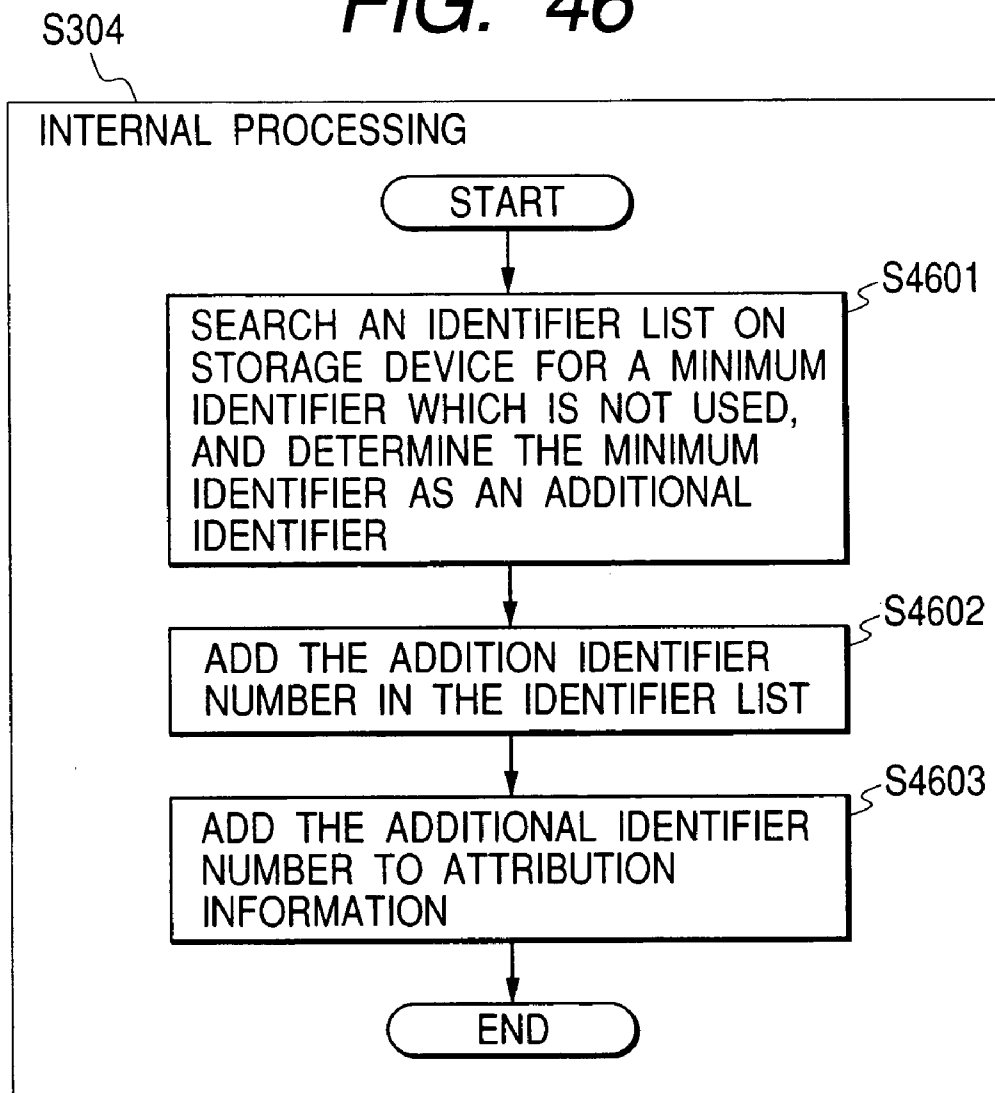 FIG. 46
S304
INTERNAL PROCESSING
START
S4601
SEARCH AN IDENTIFIER LIST ON
STORAGE DEVICE FOR A MINIMUM
IDENTIFIER WHICH IS NOT USED,
AND DETERMINE THE MINIMUM
IDENTIFIER AS AN ADDITIONAL
IDENTIFIER
S4602
ADD THE ADDITION IDENTIFIER
NUMBER IN THE IDENTIFIER LIST
S4603
ADD THE ADDITIONAL IDENTIFIER
NUMBER TO ATTRIBUTION
INFORMATION
END